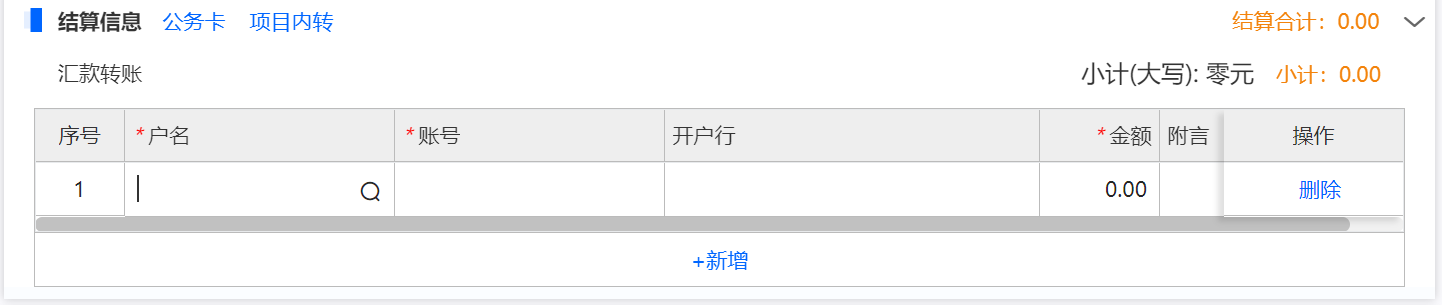 结算信息 公务卡 项目内转 结算合计：0.00
汇款转账 小计(大写): 零元 小计：0.00
序号 *户名 *账号 开户行 *金额 附言 操作
1 0.00 删除
+新增